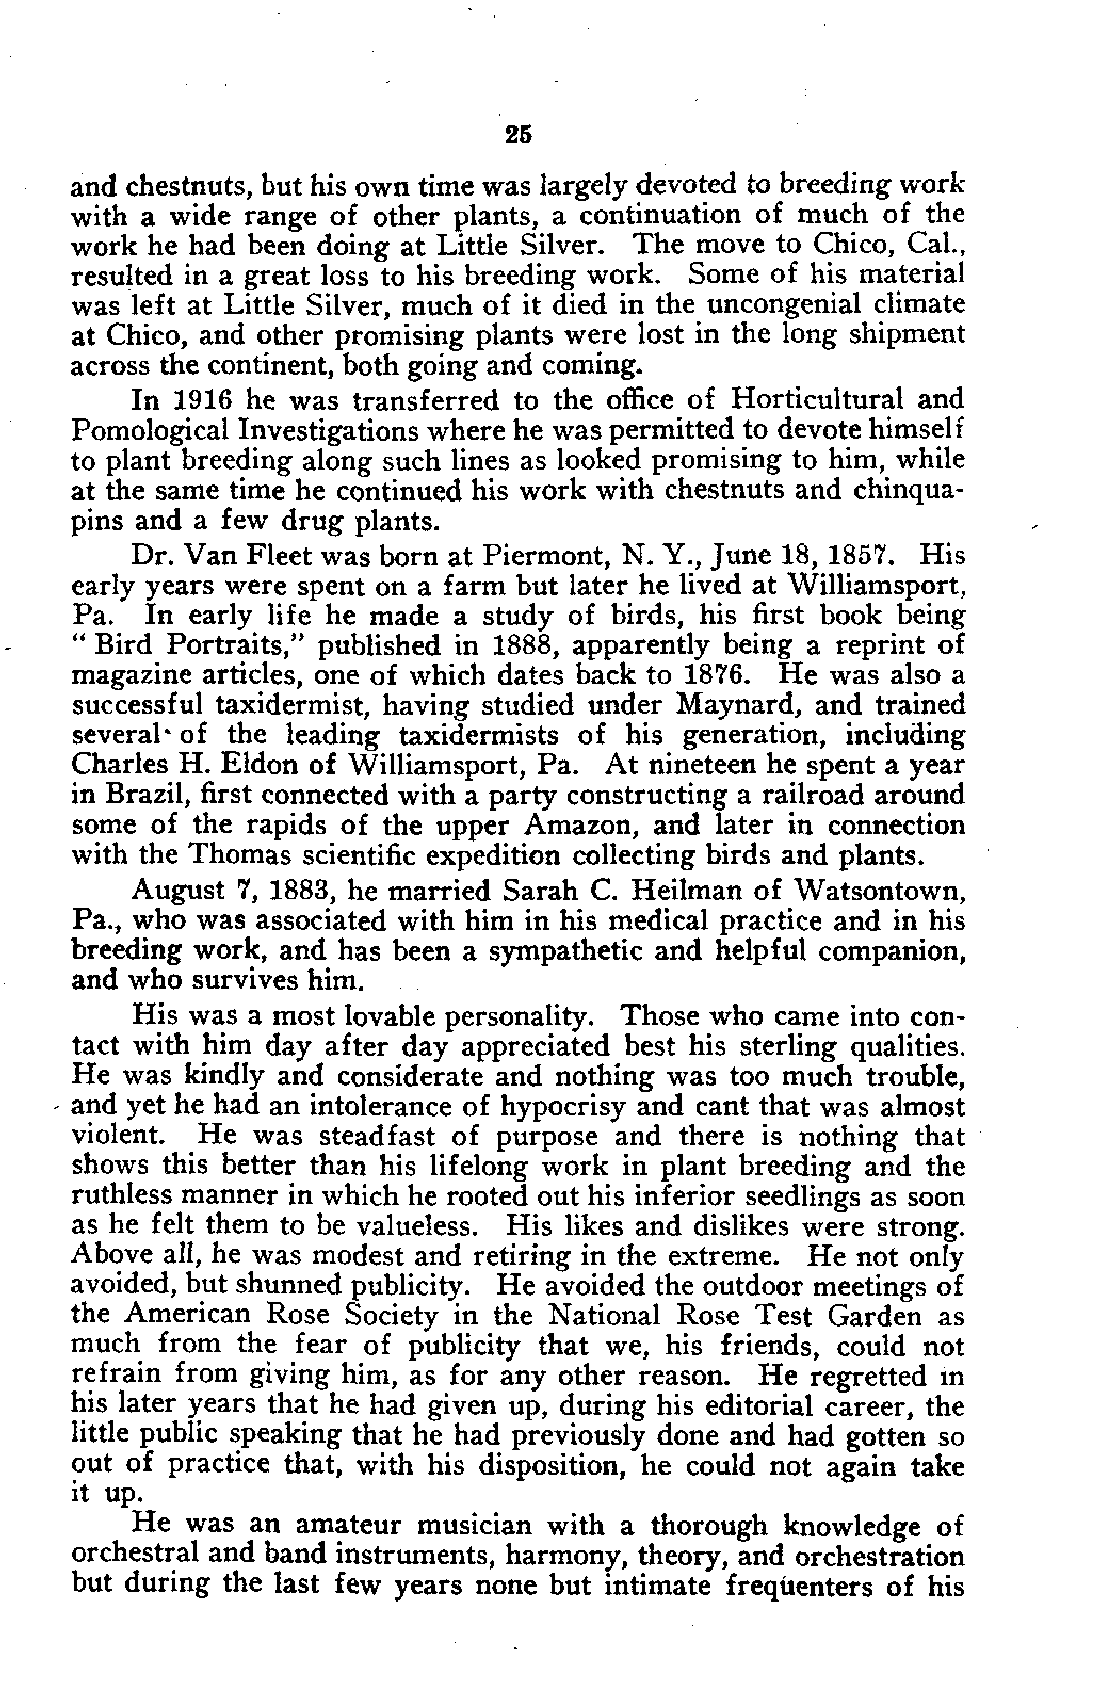 25
and chestnuts, but his own time was largely devoted to breeding work
with a wide range of other plants, a continuation of much of the
work he had been doing at Little Silver. The move to Chico, Cal.,
resulted in a great loss to his breeding work. Some of his material
was left at Little Silver, much of it died in the uncongenial climate
at Chico, and other promising plants were lost in the long shipment
across the continent, both going and coming.
In 1916 he was transferred to the office of Horticultural and
Pomological Investigations where he was permitted to devote himself
to plant breeding along such lines as looked promising to him, while
at the same time he continued his work with chestnuts and chinqua-
pins and a few drug plants.
Dr. Van Fleet was born at Piermont, N. Y., June 18, 1857. His
early years were spent on a farm but later he lived at Williamsport,
Pa. In early life he made a study of birds, his first book being
“ Bird Portraits,” published in 1888, apparently being a reprint of
magazine articles, one of which dates back to 1876. He was also a
successful taxidermist, having studied under Maynard, and trained
several of the leading taxidermists of his generation, including
Charles H. Eldon of Williamsport, Pa. At nineteen he spent a year
in Brazil, first connected with a party constructing a railroad around
some of the rapids of the upper Amazon, and later in connection
with the Thomas scientific expedition collecting birds and plants.
August 7, 1883, he married Sarah C. Heilman of Watsontown,
Pa., who was associated with him in his medical practice and in his
breeding work, and has been a sympathetic and helpful companion,
and who survives him.
His was a most lovable personality. Those who came into con-
tact with him day after day appreciated best his sterling qualities.
He was kindly and considerate and nothing was too much trouble,
and yet he had an intolerance of hypocrisy and cant that was almost
violent. He was steadfast of purpose and there is nothing that
shows this better than his lifelong work in plant breeding and the
ruthless manner in which he rooted out his inferior seedlings as soon
as he felt them to be valueless. His likes and dislikes were strong.
Above all, he was modest and retiring in the extreme. He not only
avoided, but shunned publicity. He avoided the outdoor meetings of
the American Rose Society in the National Rose Test Garden as
much from the fear of publicity that we, his friends, could not
refrain from giving him, as for any other reason. He regretted in
his later years that he had given up, during his editorial career, the
little public speaking that he had previously done and had gotten so
out of practice that, with his disposition, he could not again take
it up.
He was an amateur musician with a thorough knowledge of
orchestral and band instruments, harmony, theory, and orchestration
but during the last few years none but intimate frequenters of his